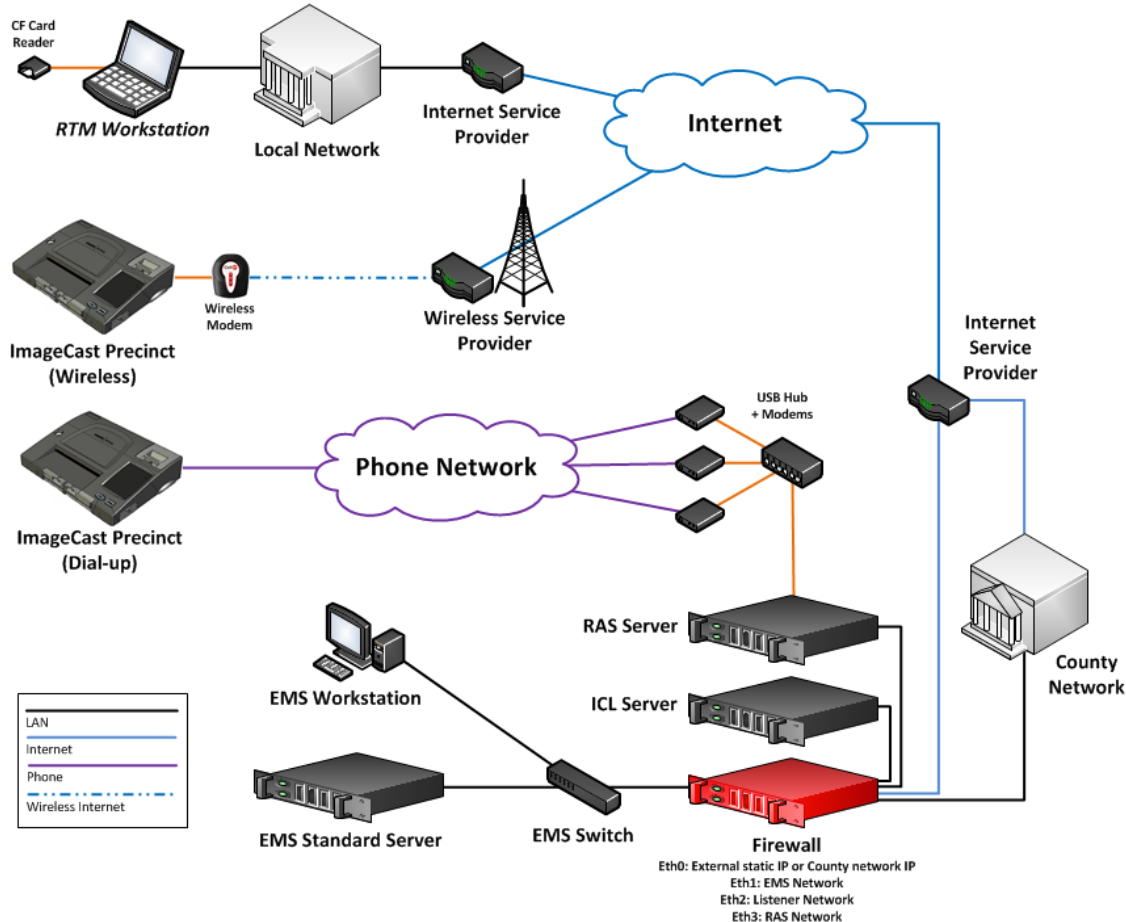 CF Card
Reader
RTM Workstation
Local Network
Internet Service
Provider
Internet
Wireless
Modem
Wireless Service
Provider
ImageCast Precinct
(Wireless)
Internet
Service
Provider
USB Hub
+ Modems
Phone Network
ImageCast Precinct
(Dial-up)
RAS Server
County
Network
EMS Workstation
ICL Server
LAN
Internet
Phone
Wireless Internet
EMS Standard Server
EMS Switch
Firewall
Eth0: External static IP or County network IP
Eth1: EMS Network
Eth2: Listener Network
Eth3: RAS Network